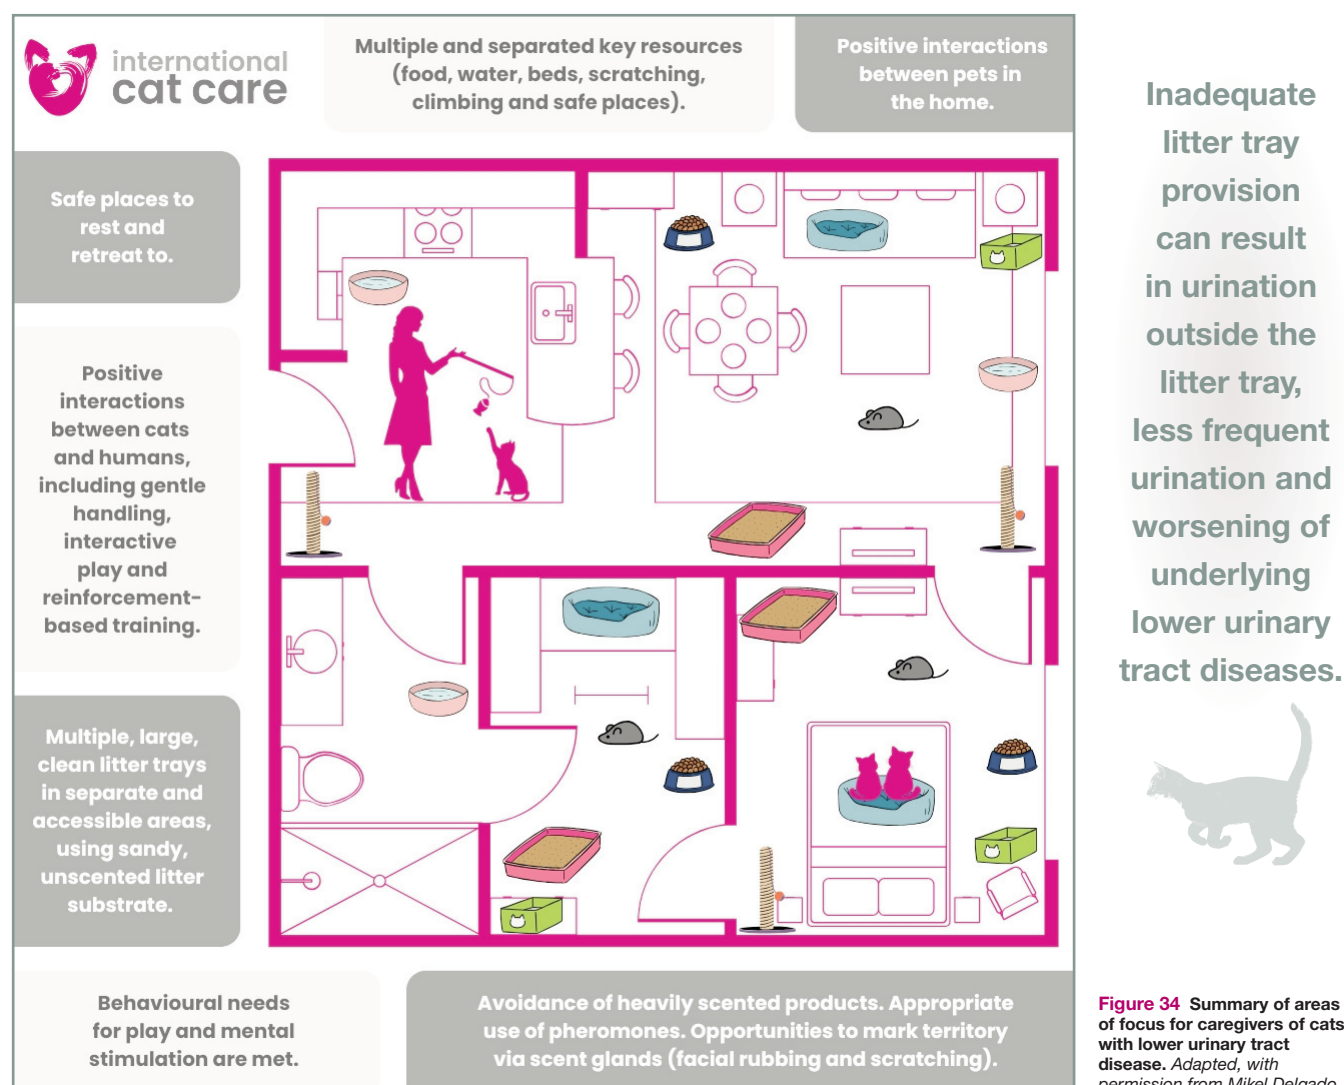 international
cat care
Multiple and separated key resources
(food, water, beds, scratching,
climbing and safe places).
Positive interactions
between pets in
the home.
Safe places to
rest and
retreat to.
Positive
interactions
between cats
and humans,
including gentle
handling,
interactive
play and
reinforcement-
based training.
Multiple, large,
clean litter trays
in separate and
accessible areas,
using sandy,
unscented litter
substrate.
Behavioural needs
for play and mental
stimulation are met.
Avoidance of heavily scented products. Appropriate
use of pheromones. Opportunities to mark territory
via scent glands (facial rubbing and scratching).
Inadequate
litter tray
provision
can result
in urination
outside the
litter tray,
less frequent
urination and
worsening of
underlying
lower urinary
tract diseases.
Figure 34 Summary of areas
of focus for caregivers of cats
with lower urinary tract
disease. Adapted, with
permission from Mikel Delgado